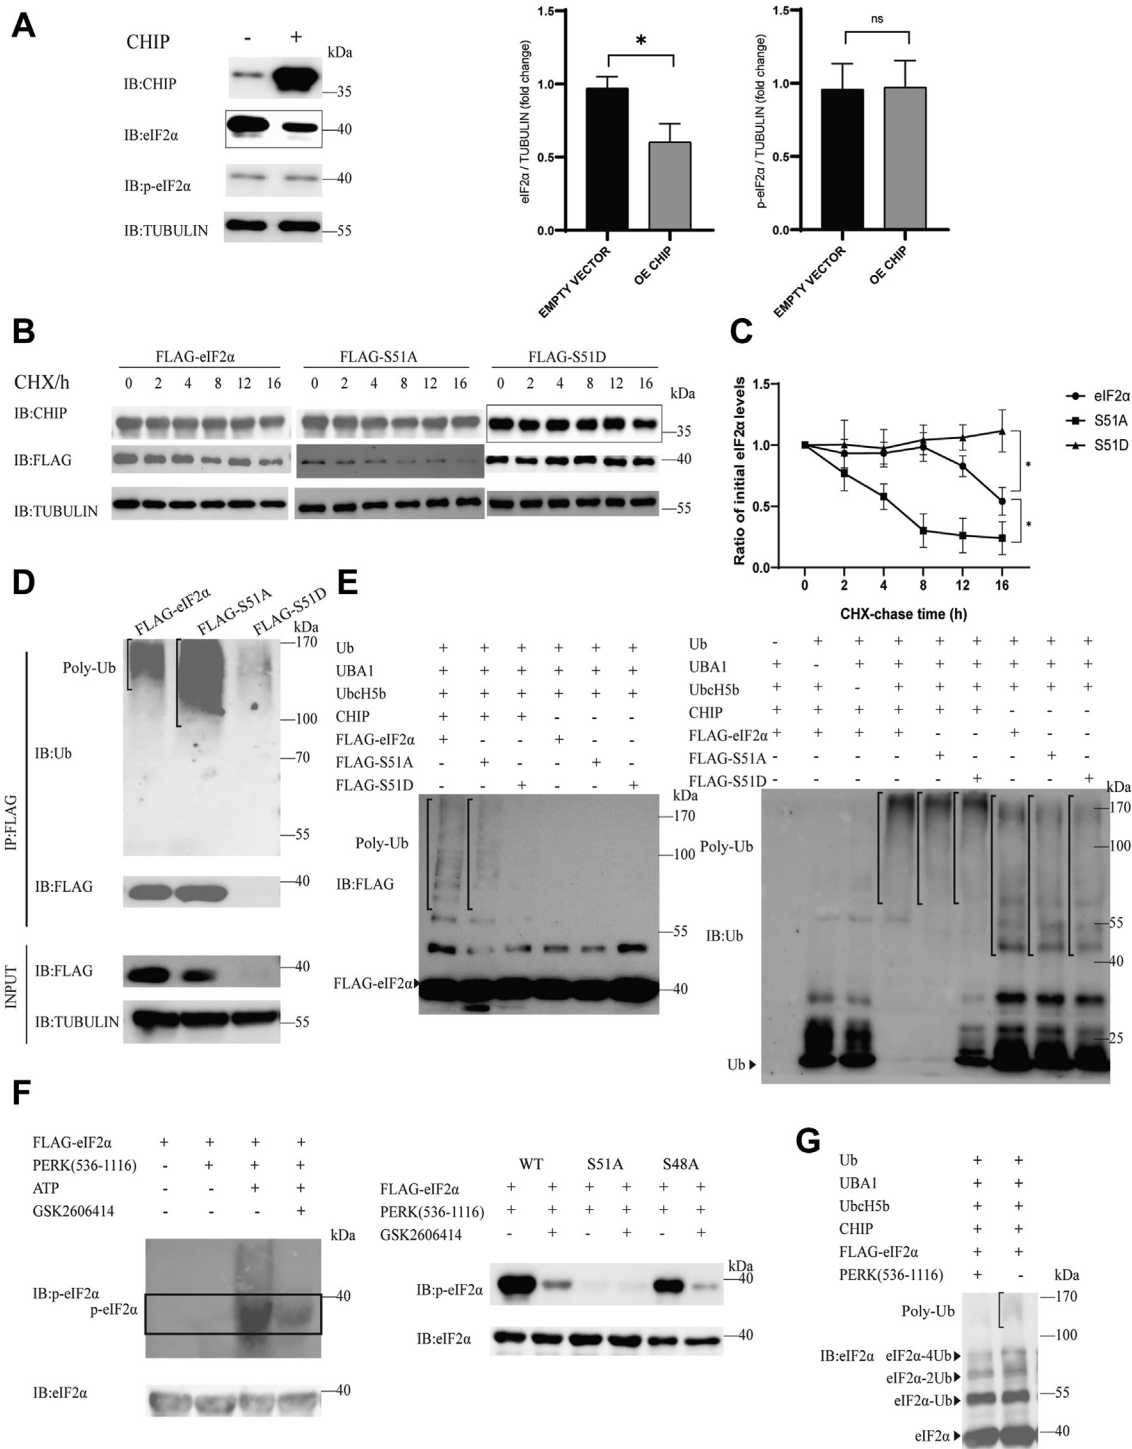 A
CHIP - +
kDa
IB:CHIP
35
IB:eIF2α
40
IB:p-eIF2α
40
IB:TUBULIN
55
eIF2α / TUBULIN (fold change)
1.5
1.0
0.5
0.0
*
EMPTY VECTOR
OE CHIP
p-eIF2α / TUBULIN (fold change)
1.5
1.0
0.5
0.0
ns
EMPTY VECTOR
OE CHIP
B
FLAG-eIF2α FLAG-S51A FLAG-S51D
CHX/h 0 2 4 8 12 16 0 2 4 8 12 16 0 2 4 8 12 16
kDa
IB:CHIP
35
IB:FLAG
40
IB:TUBULIN
55
C
Ratio of initial eIF2α levels
1.5
1.0
0.5
0.0
0 2 4 8 12 16
CHX-chase time (h)
eIF2α
S51A
S51D
*
*
D
FLAG-eIF2α
FLAG-S51A
FLAG-S51D
kDa
170
Poly-Ub
100
IB:Ub
70
55
IP:FLAG
IB:FLAG
40
INPUT
IB:FLAG
40
IB:TUBULIN
55
E
Ub + + + + + +
UBA1 + + + + + +
UbcH5b + + + + + +
CHIP + + + - - -
FLAG-eIF2α + - - + - -
FLAG-S51A - + - - + -
FLAG-S51D - - + - - +
kDa
170
Poly-Ub
100
IB:FLAG
55
FLAG-eIF2α
40
Ub - + + + + + + + +
UBA1 + - + + + + + + +
UbcH5b + + - + + + + + +
CHIP + + + + + + - - -
FLAG-eIF2α + + + + - - + - -
FLAG-S51A - - - - + - - + -
FLAG-S51D - - - - - + - - +
kDa
170
Poly-Ub
100
55
IB:Ub
40
25
Ub
F
FLAG-eIF2α + + + +
PERK(536-1116) - + + +
ATP - - + +
GSK2606414 - - - +
kDa
IB:p-eIF2α
40
p-eIF2α
IB:eIF2α
40
WT S51A S48A
FLAG-eIF2α + + + + + +
PERK(536-1116) + + + + + +
GSK2606414 - + - + - +
kDa
IB:p-eIF2α
40
IB:eIF2α
40
G
Ub + +
UBA1 + +
UbcH5b + +
CHIP + +
FLAG-eIF2α + +
PERK(536-1116) + -
kDa
170
Poly-Ub
100
IB:eIF2α eIF2α-4Ub
eIF2α-2Ub
55
eIF2α-Ub
eIF2α
40